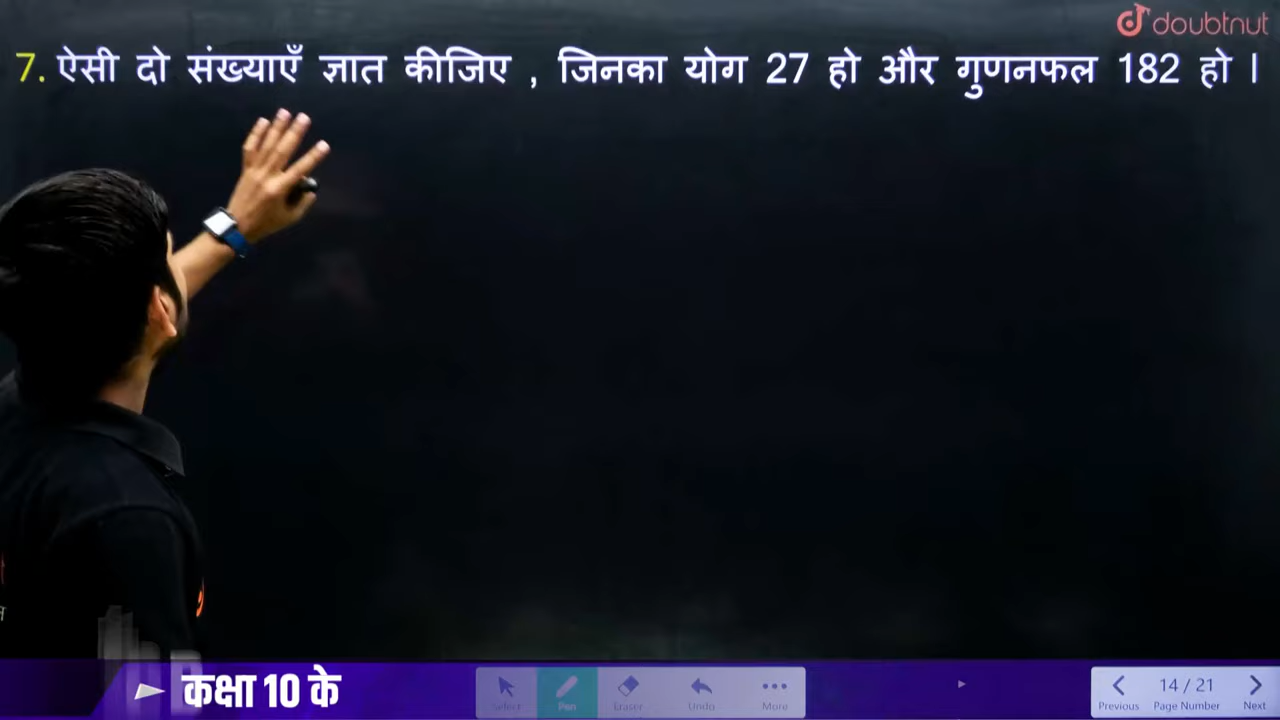 doubtnut
7. ऐसी दो संख्याएँ ज्ञात कीजिए , जिनका योग 27 हो और गुणनफल 182 हो ।
कक्षा 10 के
Select Pen Eraser Undo More
14 / 21
Previous Page Number Next